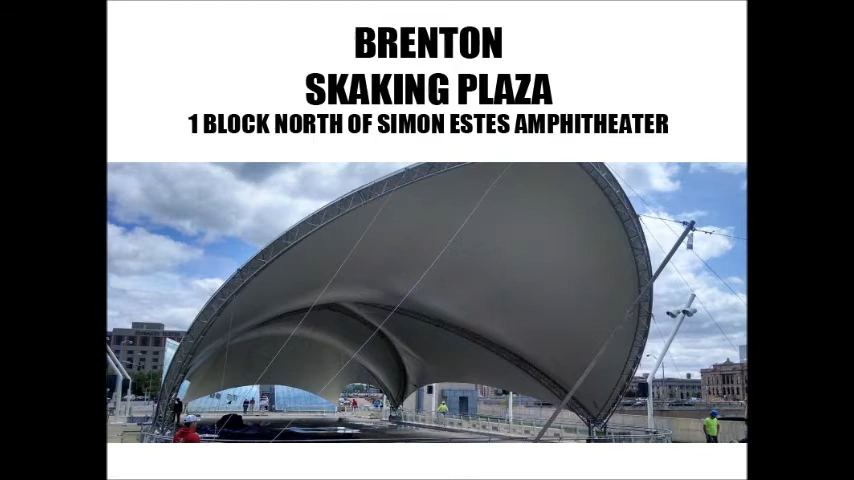 BRENTON
SKAKING PLAZA
1 BLOCK NORTH OF SIMON ESTES AMPHITHEATER